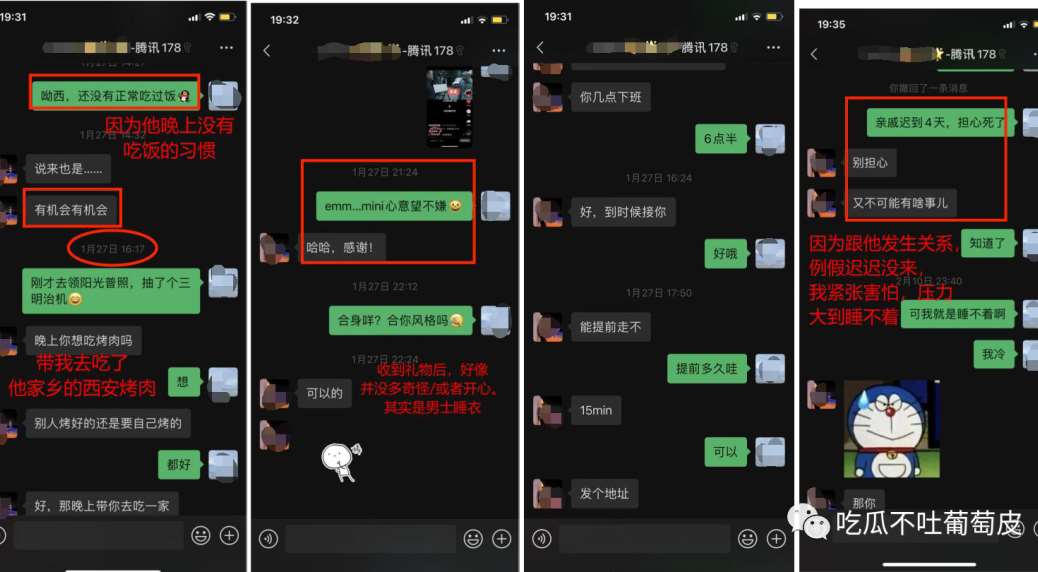 19:31
-腾讯178
1月27日 14:27
呦西，还没有正常吃过饭
1月27日 14:32
因为他晚上没有
吃饭的习惯
说来也是……
有机会有机会
1月27日 16:17
刚才去领阳光普照，抽了个三
明治机
晚上你想吃烤肉吗
带我去吃了
他家乡的西安烤肉
想
别人烤好的还是要自己烤的
都好
好，那晚上带你去吃一家
19:32
-腾讯178
1月27日 21:24
emm...mini心意望不嫌
哈哈，感谢！
1月27日 22:12
合身咩？合你风格吗
1月27日 22:24
收到礼物后，好像
并没多奇怪/或者开心。
其实是男士睡衣
可以的
19:31
腾讯178
你几点下班
6点半
1月27日 16:24
好，到时候接你
好哦
1月27日 17:50
能提前走不
提前多久哇
15min
可以
发个地址
19:35
-腾讯178
你撤回了一条消息
亲戚迟到4天，担心死了
别担心
又不可能有啥事儿
知道了
因为跟他发生关系，
例假迟迟没来，
我紧张害怕，压力
大到睡不着
2月10日 23:40
可我就是睡不着啊
我冷
那你
吃瓜不吐葡萄皮